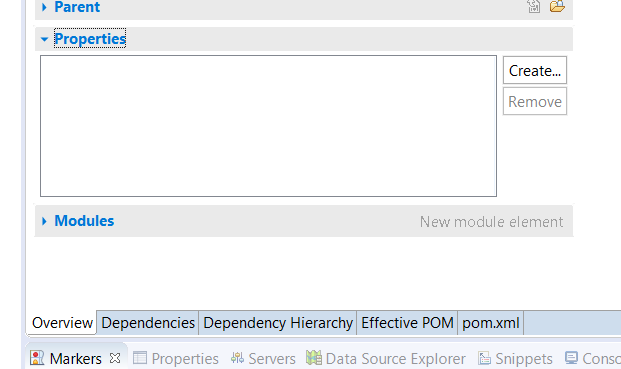 Parent
Properties
Create...
Remove
Modules New module element
Overview Dependencies Dependency Hierarchy Effective POM pom.xml
Markers Properties Servers Data Source Explorer Snippets Conso